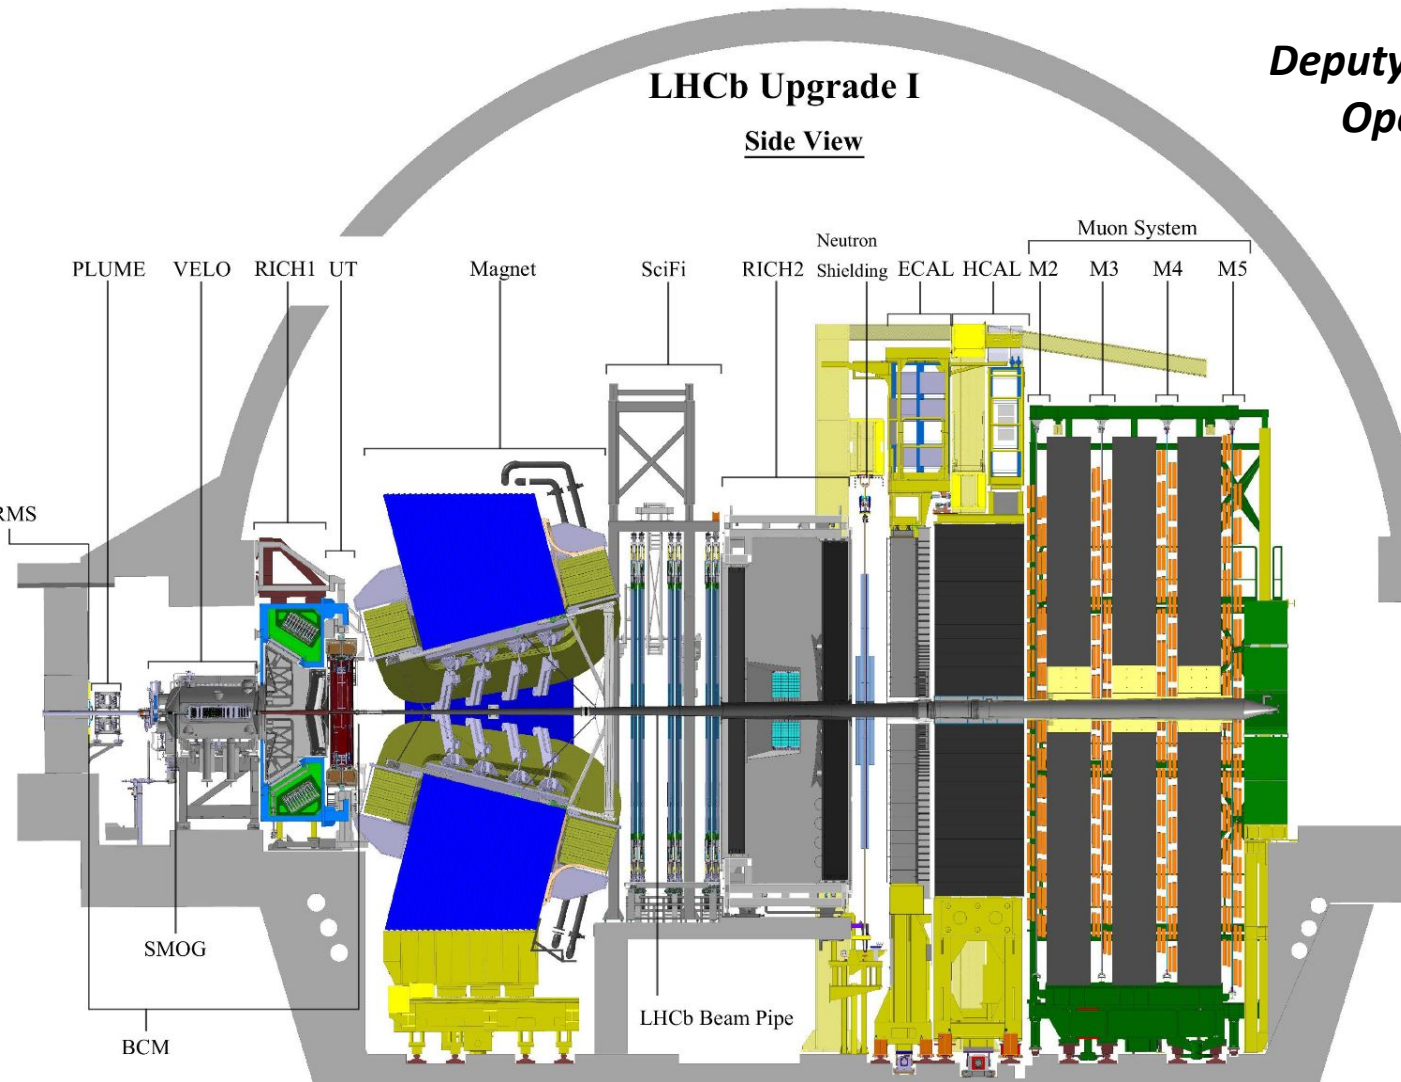 Deputy
Ope
LHCb Upgrade I
Side View
Muon System
Neutron
Shielding
PLUME VELO RICH1 UT Magnet SciFi RICH2 ECAL HCAL M2 M3 M4 M5
RMS
SMOG
LHCb Beam Pipe
BCM